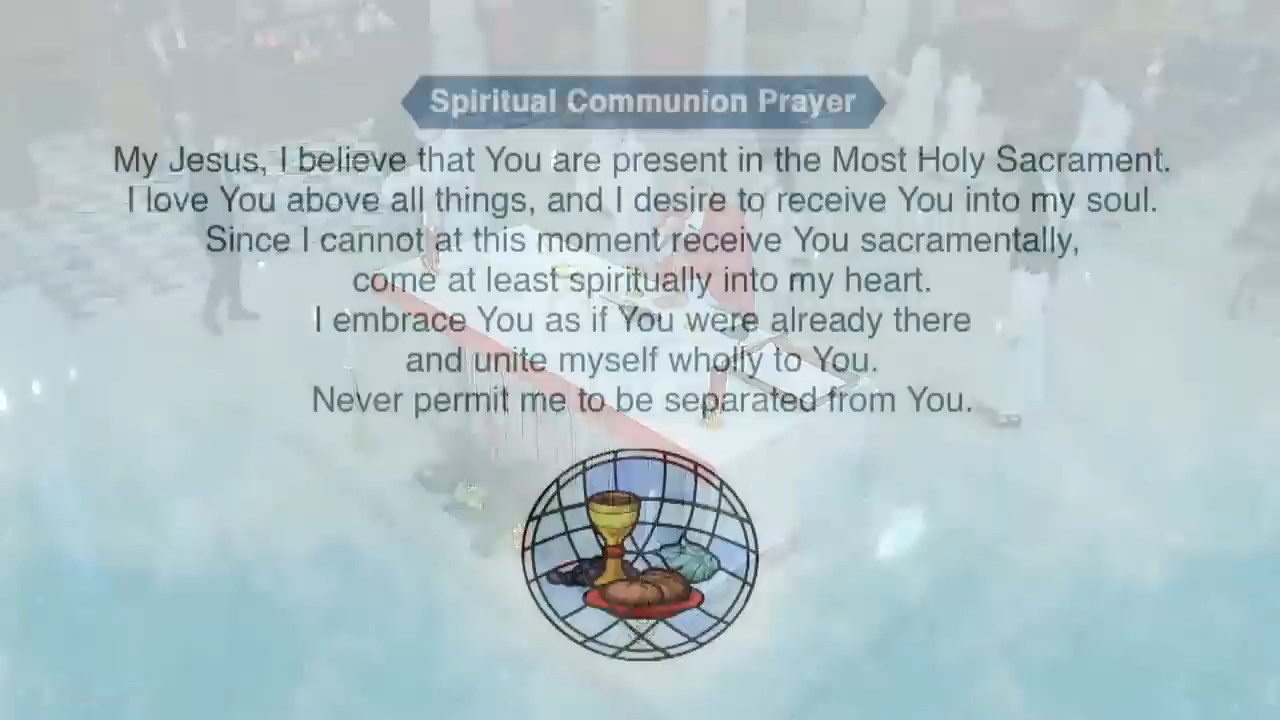 Spiritual Communion Prayer
My Jesus, I believe that You are present in the Most Holy Sacrament.
I love You above all things, and I desire to receive You into my soul.
Since I cannot at this moment receive You sacramentally,
come at least spiritually into my heart.
I embrace You as if You were already there
and unite myself wholly to You.
Never permit me to be separated from You.